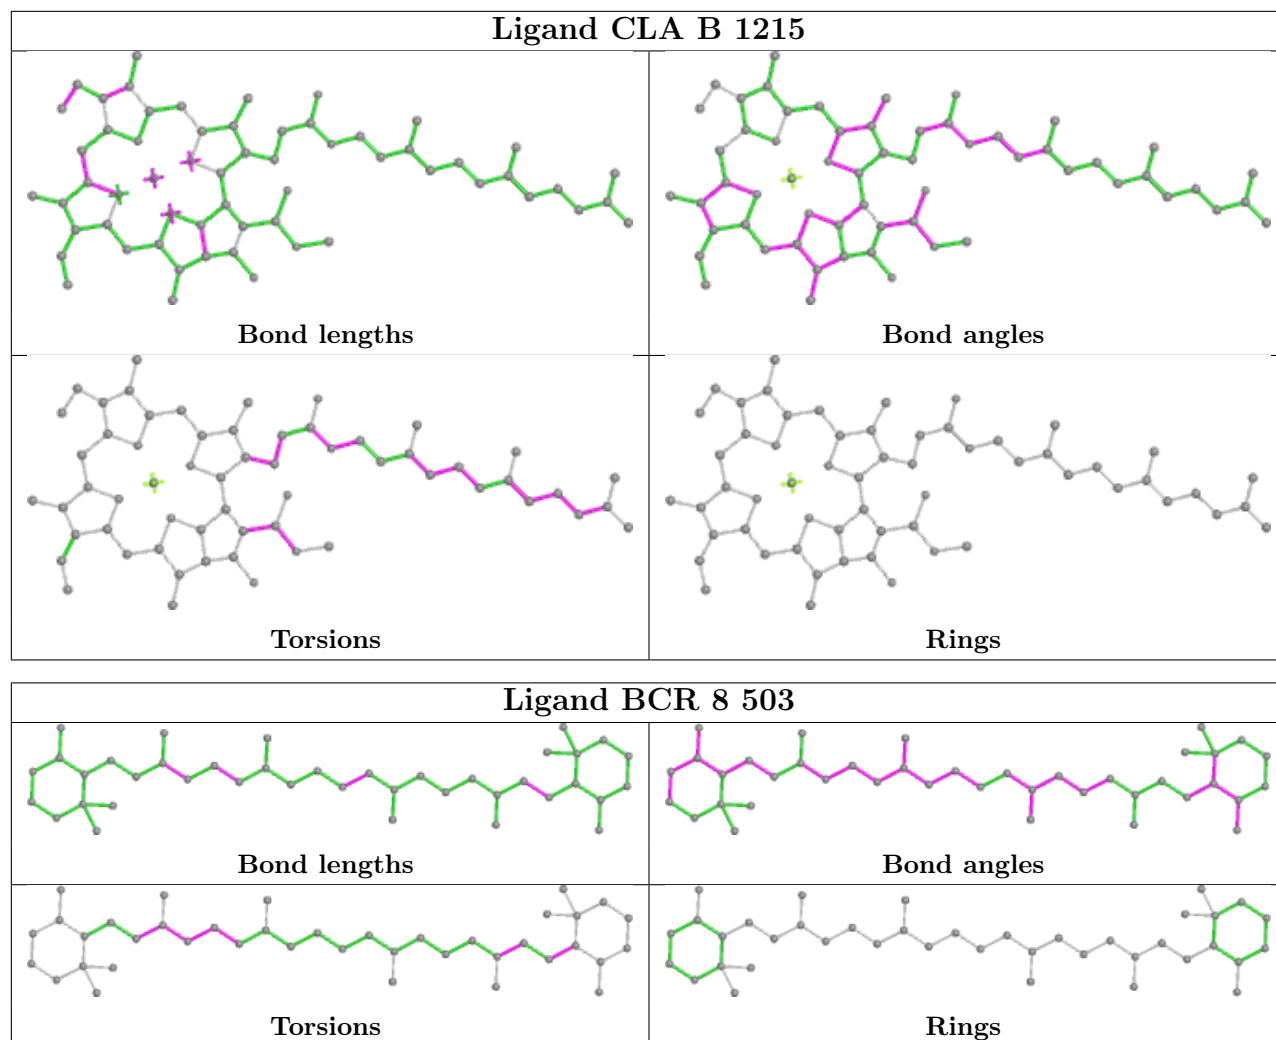 Ligand CLA B 1215
Bond lengths
Bond angles
Torsions
Rings
Ligand BCR 8 503
Bond lengths
Bond angles
Torsions
Rings